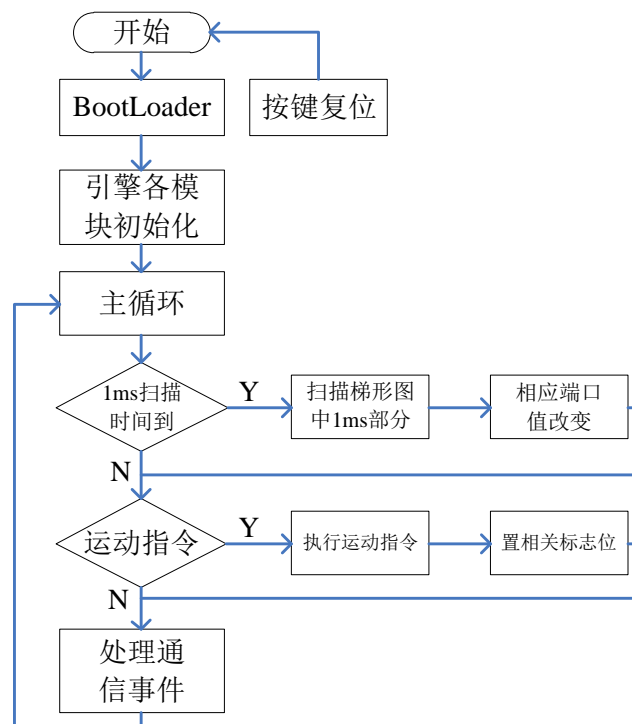 开始
BootLoader
按键复位
引擎各模
块初始化
主循环
1ms扫描
时间到
Y
扫描梯形图
中1ms部分
相应端口
值改变
N
运动指令
Y
执行运动指令
置相关标志位
N
处理通
信事件